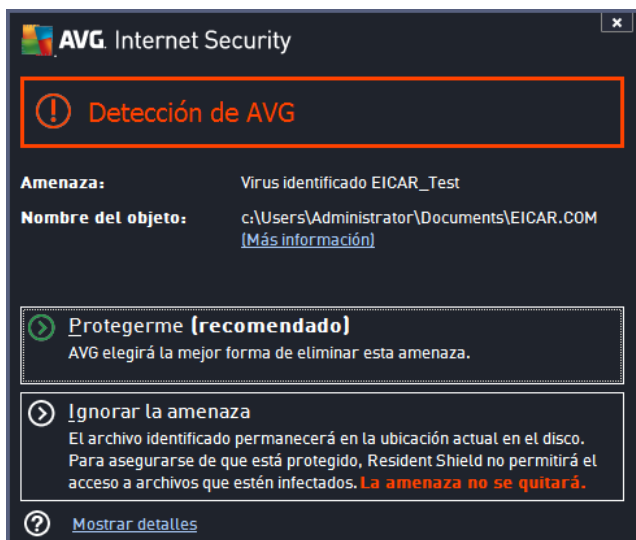 AVG. Internet Security
Detección de AVG
Amenaza: Virus identificado EICAR_Test
Nombre del objeto: c:\Users\Administrator\Documents\EICAR.COM
(Más información)
Protegerme (recomendado)
AVG elegirá la mejor forma de eliminar esta amenaza.
Ignorar la amenaza
El archivo identificado permanecerá en la ubicación actual en el disco.
Para asegurarse de que está protegido, Resident Shield no permitirá el
acceso a archivos que estén infectados. La amenaza no se quitará.
Mostrar detalles